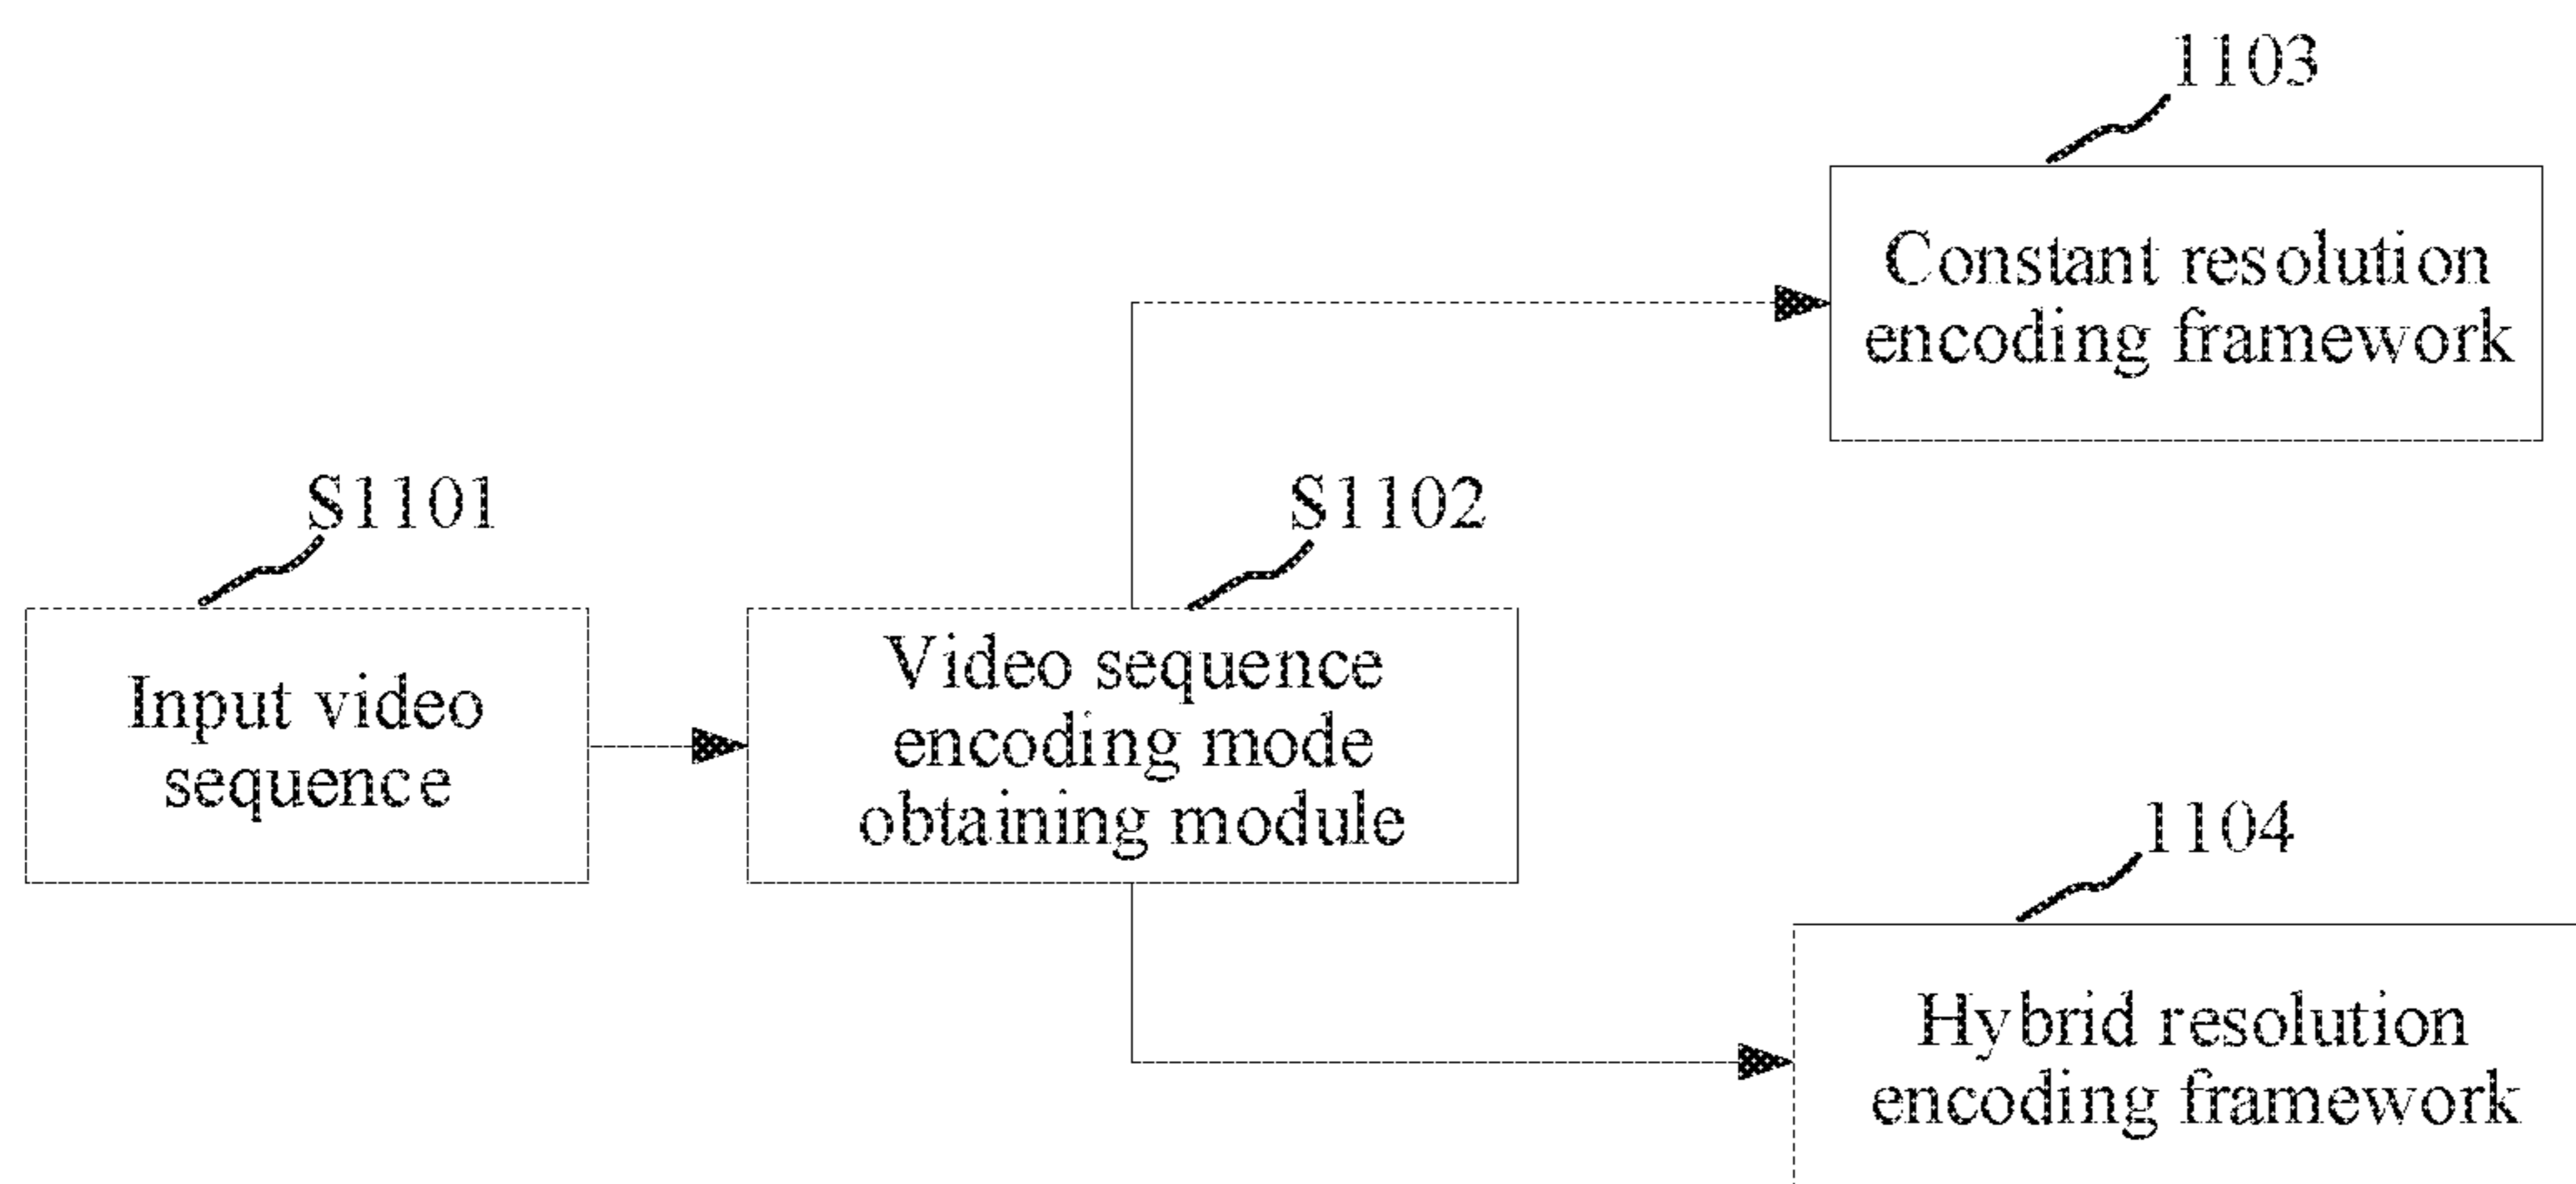 1103
Constant resolution
encoding framework
S1101
S1102
Input video
sequence
Video sequence
encoding mode
obtaining module
1104
Hybrid resolution
encoding framework